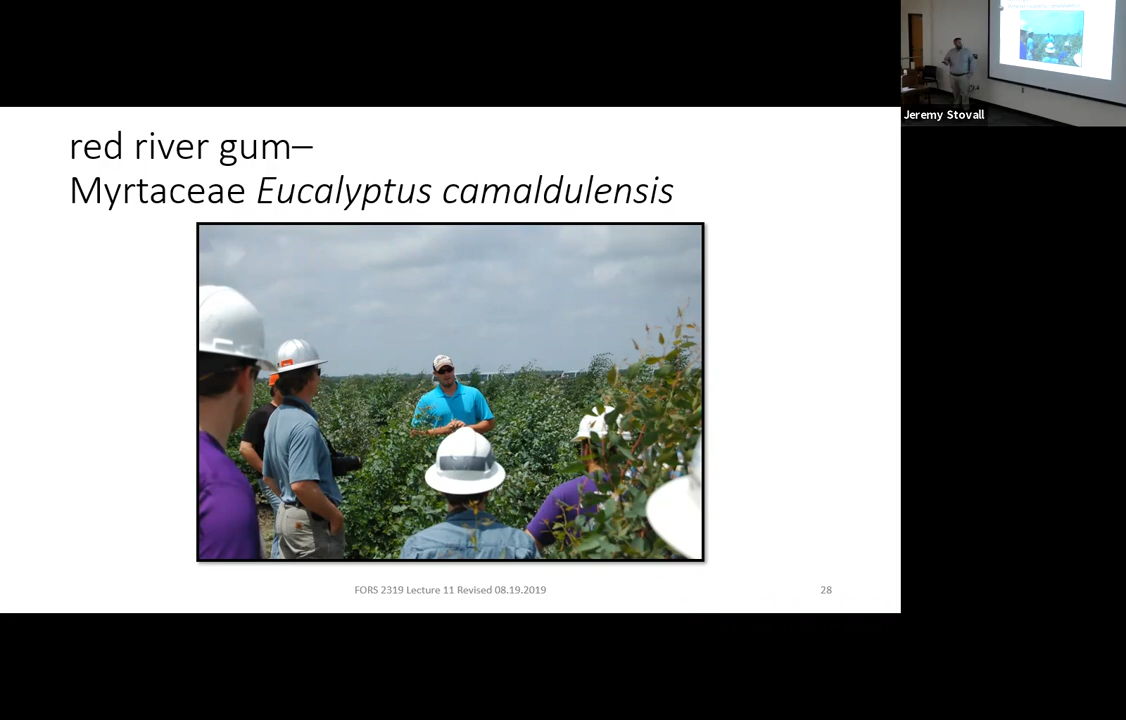 red river gum–
Myrtaceae Eucalyptus camaldulensis
FORS 2319 Lecture 11 Revised 08.19.2019
28
Jeremy Stovall